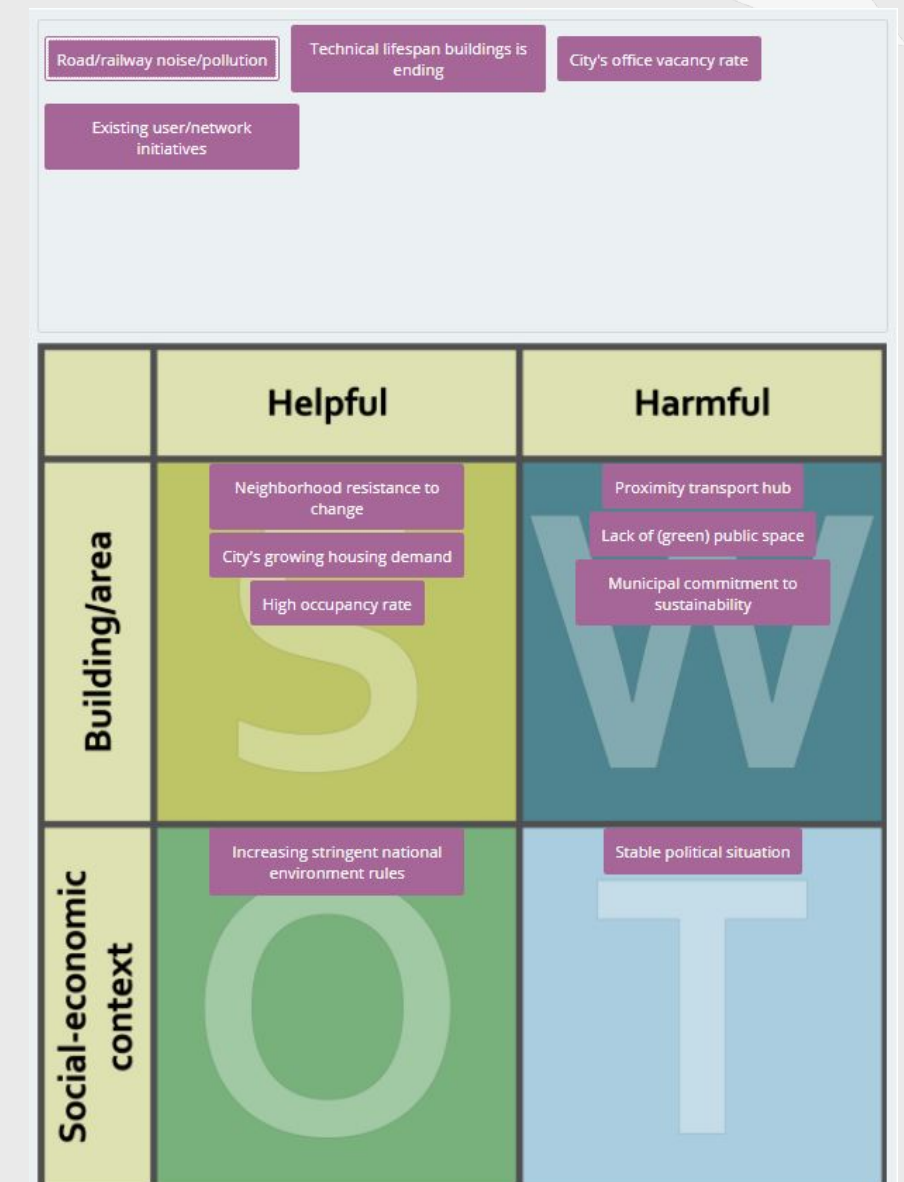 Road/railway noise/pollution
Technical lifespan buildings is
ending
City's office vacancy rate
Existing user/network
initiatives
Helpful
Harmful
Building/area
Neighborhood resistance to
change
City's growing housing demand
High occupancy rate
S
Proximity transport hub
Lack of (green) public space
Municipal commitment to
sustainability
W
Social-economic
context
Increasing stringent national
environment rules
O
Stable political situation
T